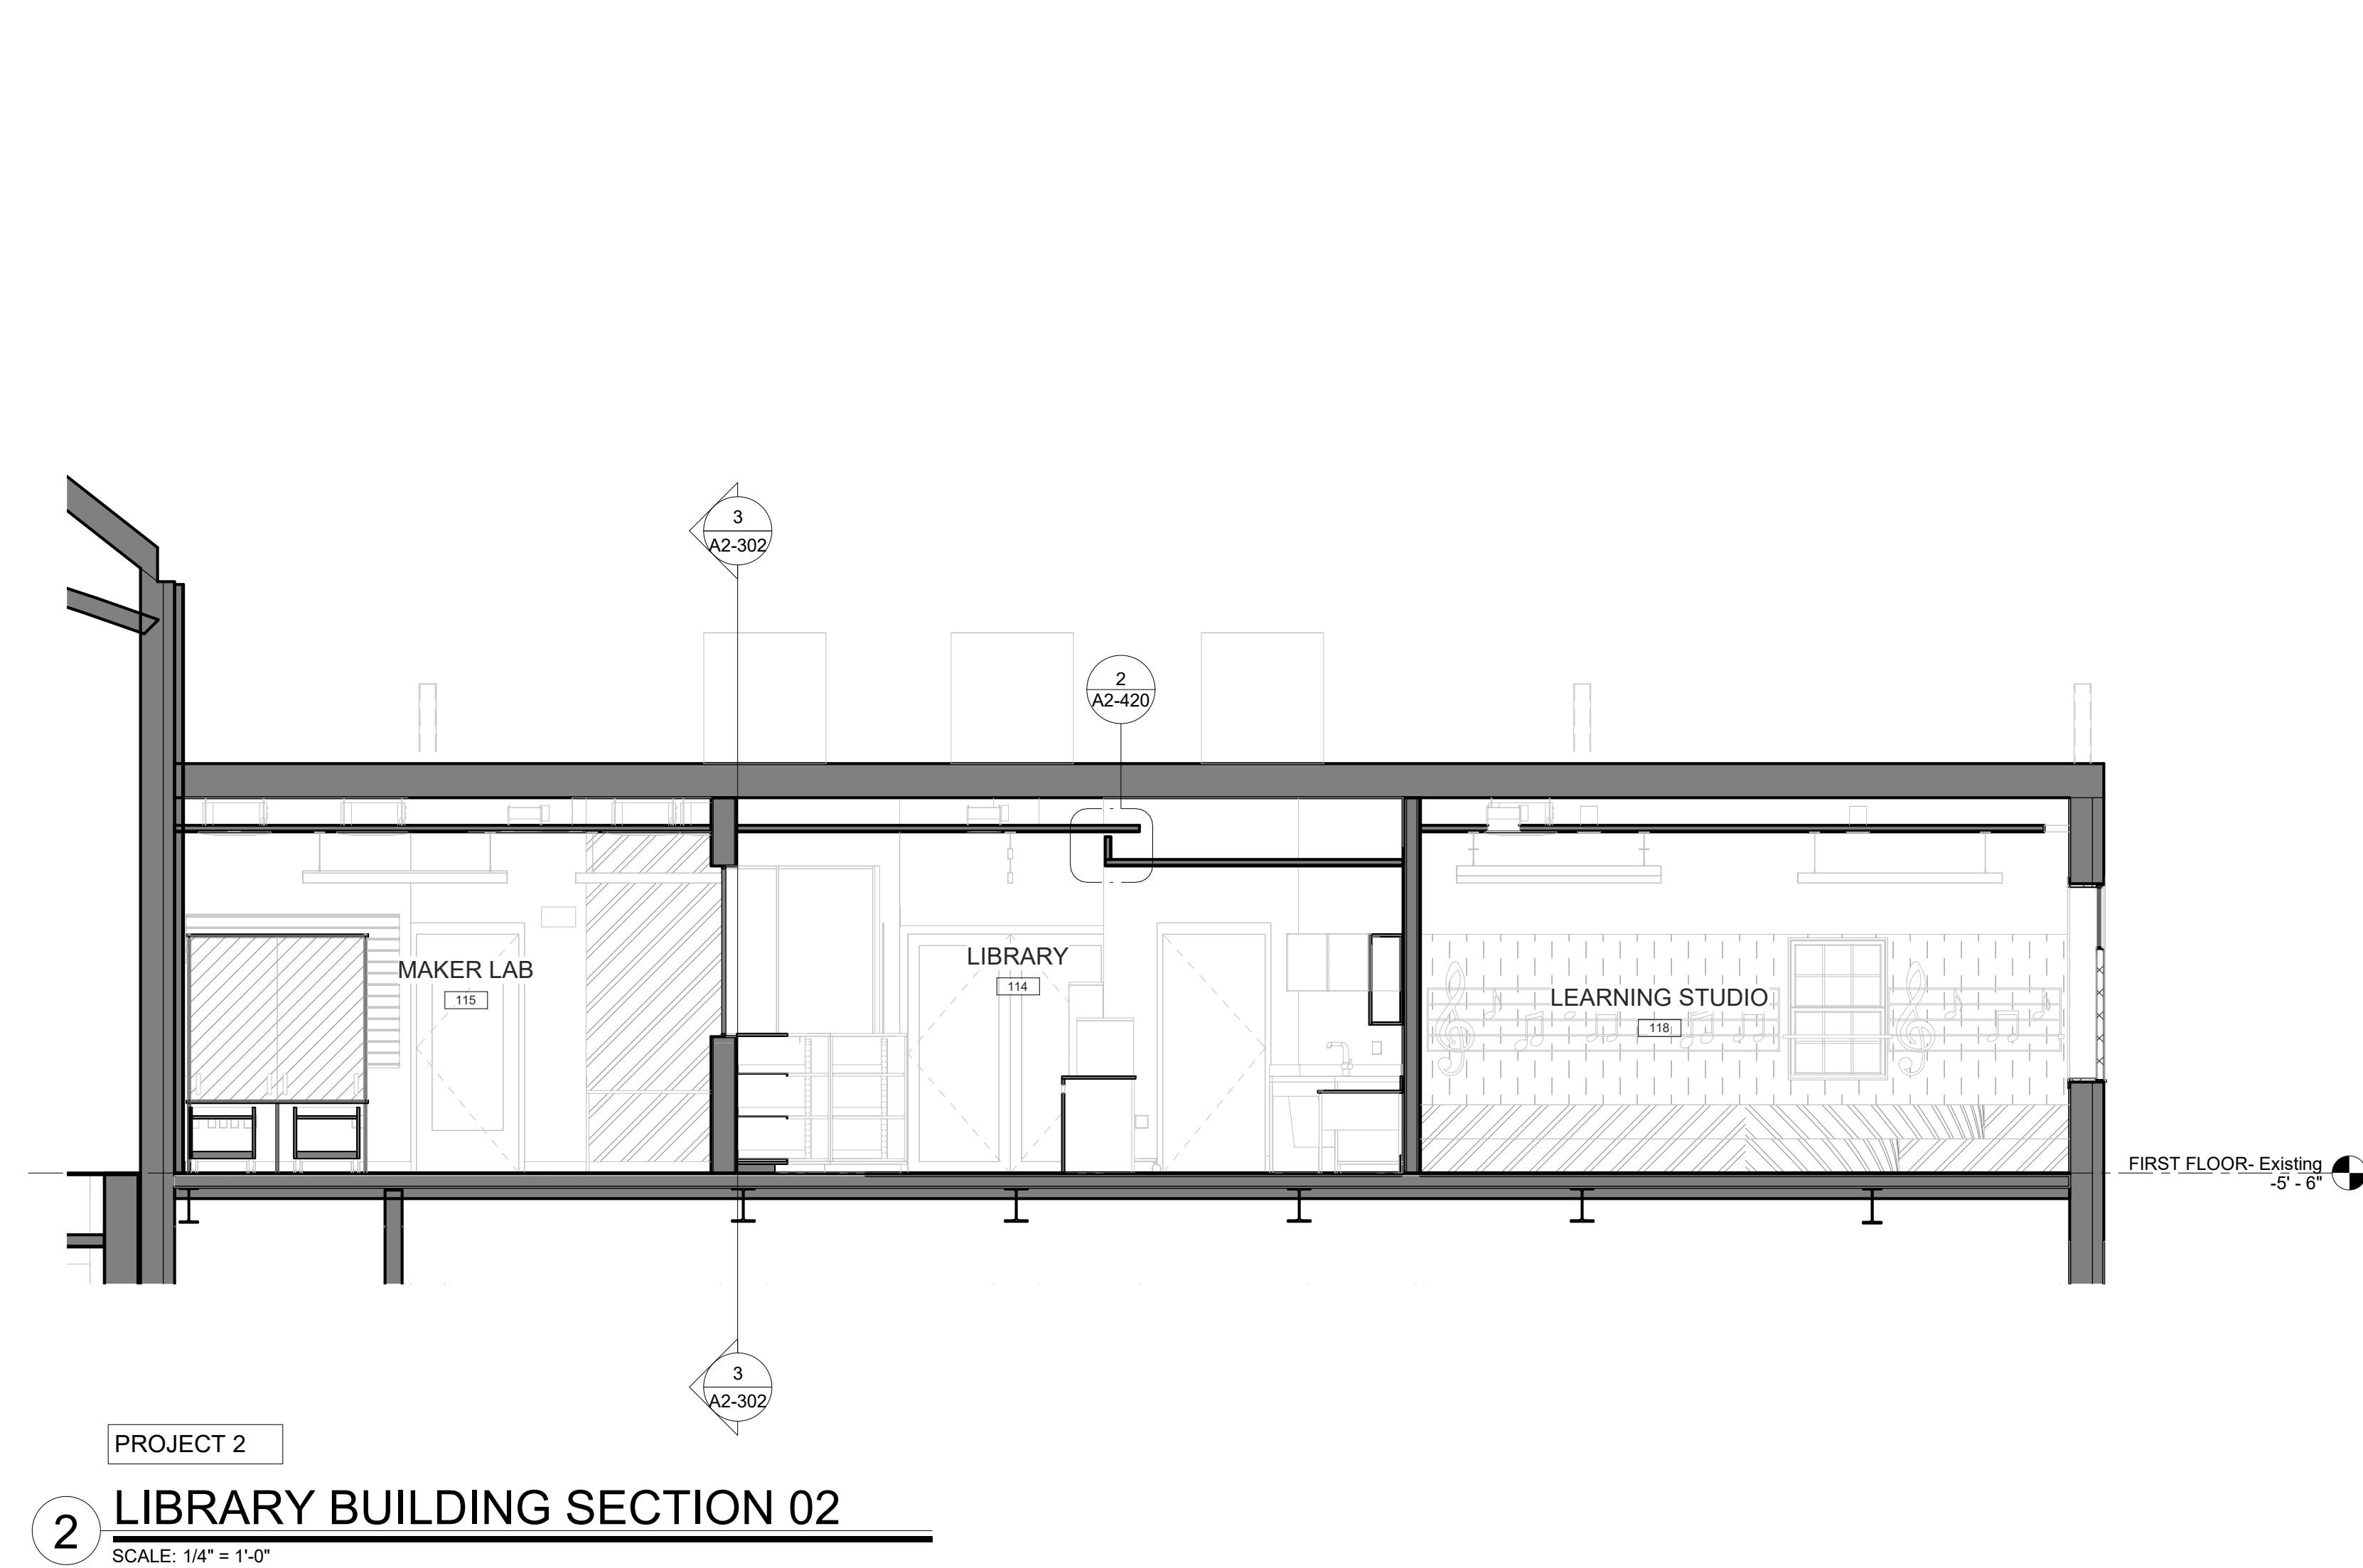 3
A2-302
2
A2-420
MAKER LAB
115
LIBRARY
114
LEARNING STUDIO
118
FIRST FLOOR- Existing
-5' - 6"
3
A2-302
PROJECT 2
2
LIBRARY BUILDING SECTION 02
SCALE: 1/4" = 1'-0"